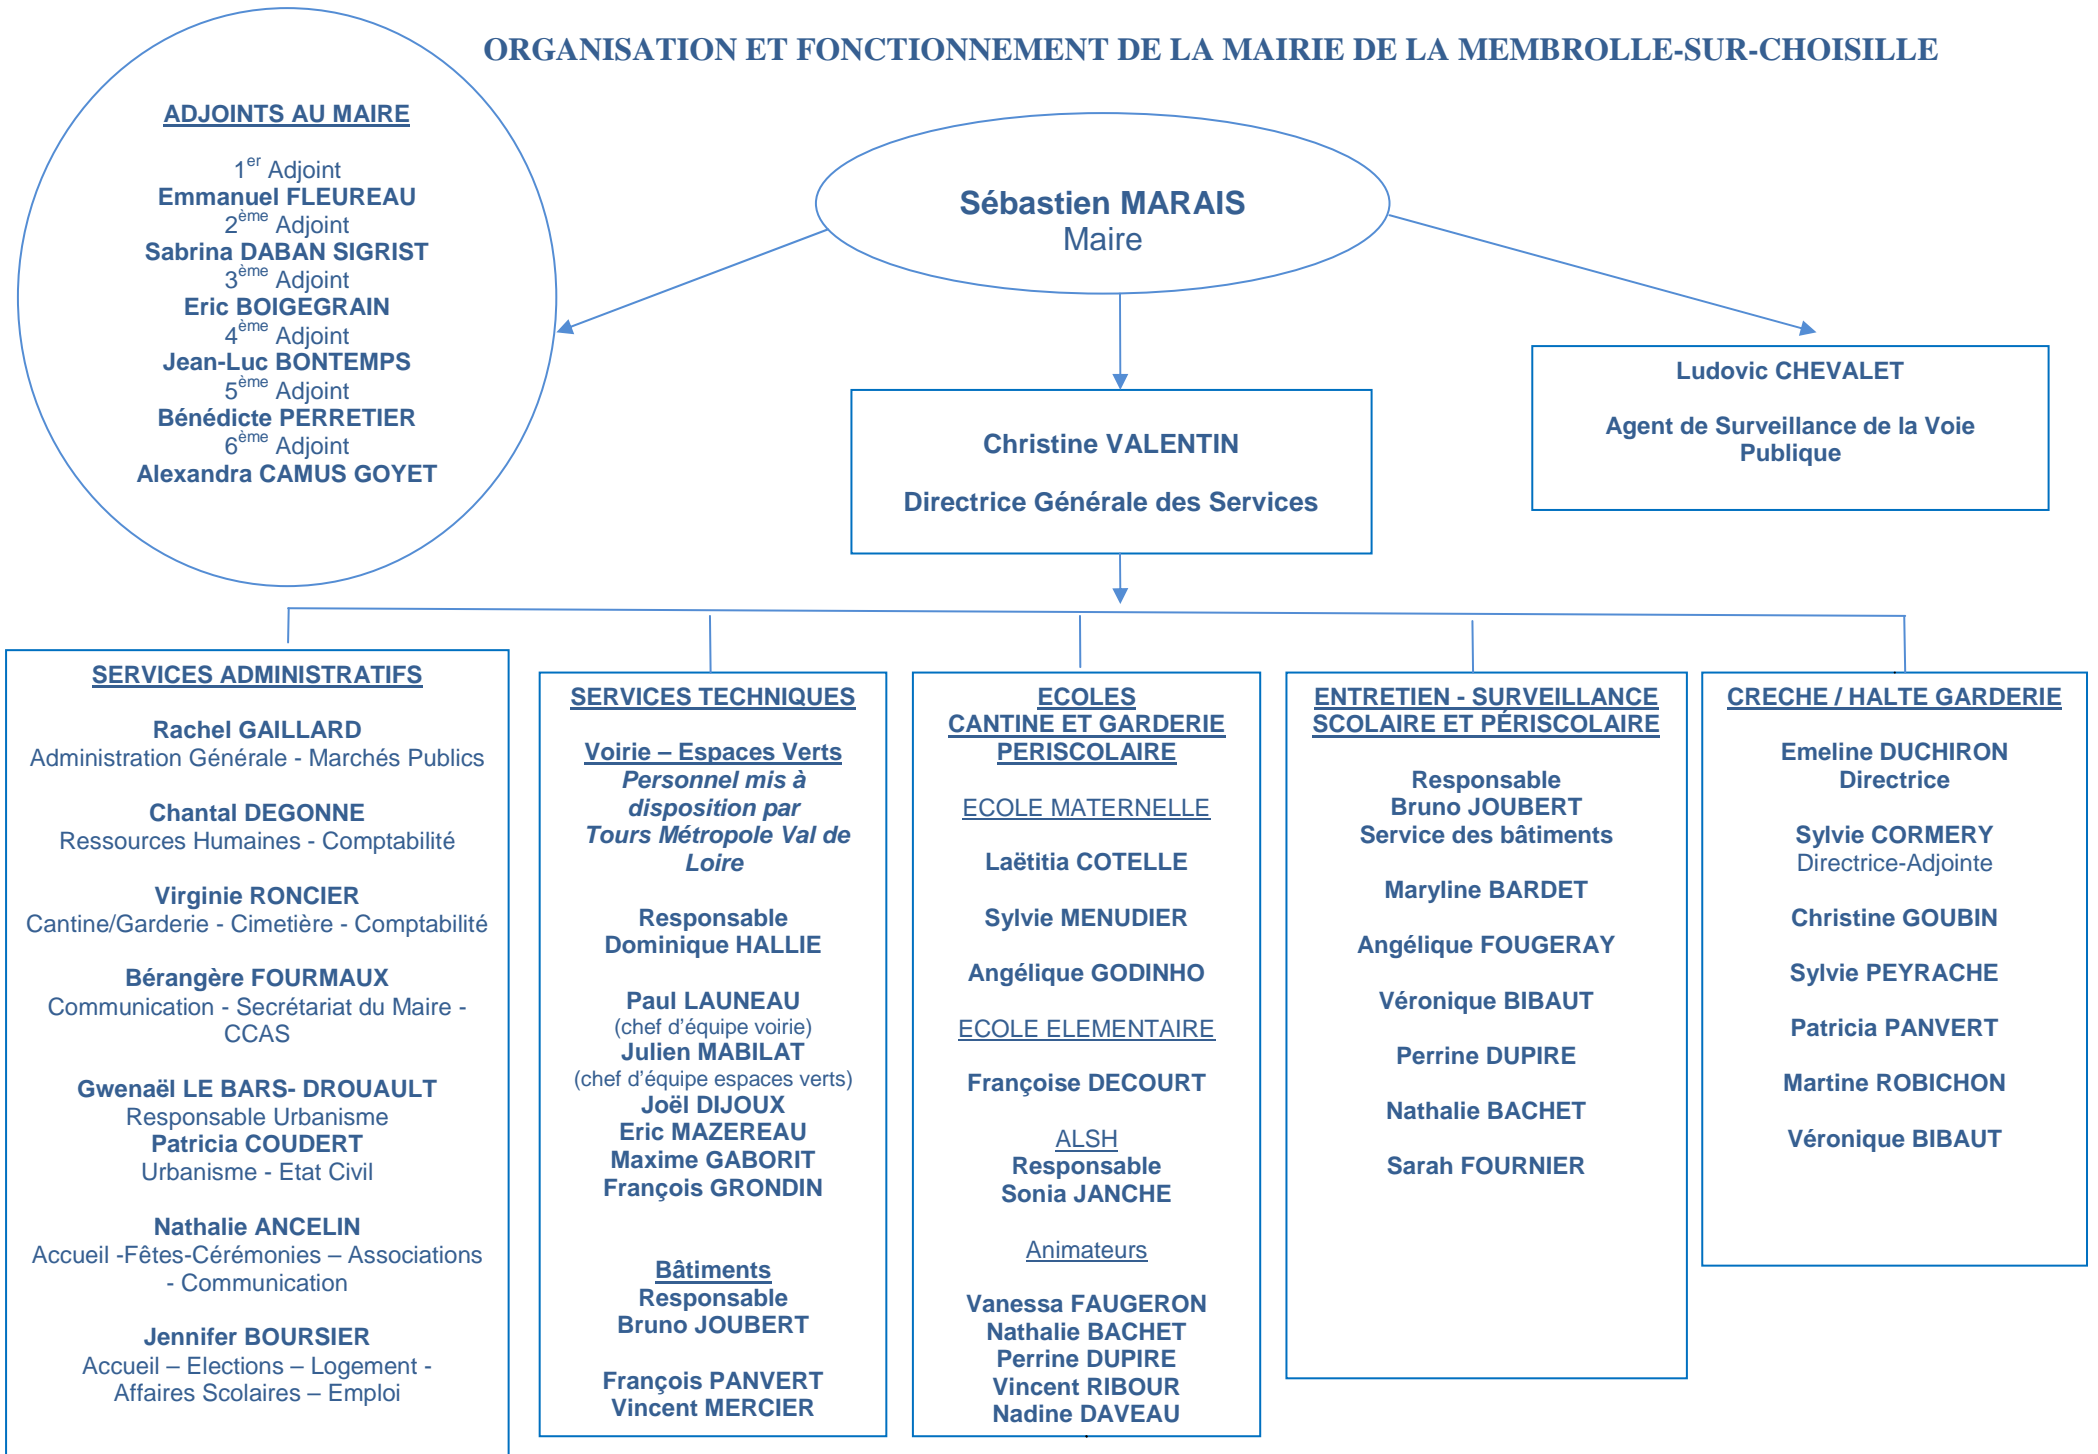 ORGANISATION ET FONCTIONNEMENT DE LA MAIRIE DE LA MEMBROLLE-SUR-CHOISILLE
ADJOINTS AU MAIRE
1er Adjoint
Emmanuel FLEUREAU
2ème Adjoint
Sabrina DABAN SIGRIST
3ème Adjoint
Eric BOIGEGRAIN
4ème Adjoint
Jean-Luc BONTEMPS
5ème Adjoint
Bénédicte PERRETIER
6ème Adjoint
Alexandra CAMUS GOYET
Sébastien MARAIS
Maire
Christine VALENTIN
Directrice Générale des Services
Ludovic CHEVALET
Agent de Surveillance de la Voie
Publique
SERVICES ADMINISTRATIFS
Rachel GAILLARD
Administration Générale - Marchés Publics
Chantal DEGONNE
Ressources Humaines - Comptabilité
Virginie RONCIER
Cantine/Garderie - Cimetière - Comptabilité
Bérangère FOURMAUX
Communication - Secrétariat du Maire -
CCAS
Gwenaël LE BARS- DROUAULT
Responsable Urbanisme
Patricia COUDERT
Urbanisme - Etat Civil
Nathalie ANCELIN
Accueil -Fêtes-Cérémonies – Associations
- Communication
Jennifer BOURSIER
Accueil – Elections – Logement -
Affaires Scolaires – Emploi
SERVICES TECHNIQUES
Voirie – Espaces Verts
Personnel mis à
disposition par
Tours Métropole Val de
Loire
Responsable
Dominique HALLIE
Paul LAUNEAU
(chef d’équipe voirie)
Julien MABILAT
(chef d’équipe espaces verts)
Joël DIJOUX
Eric MAZEREAU
Maxime GABORIT
François GRONDIN
Bâtiments
Responsable
Bruno JOUBERT
François PANVERT
Vincent MERCIER
ECOLES
CANTINE ET GARDERIE
PERISCOLAIRE
ECOLE MATERNELLE
Laëtitia COTELLE
Sylvie MENUDIER
Angélique GODINHO
ECOLE ELEMENTAIRE
Françoise DECOURT
ALSH
Responsable
Sonia JANCHE
Animateurs
Vanessa FAUGERON
Nathalie BACHET
Perrine DUPIRE
Vincent RIBOUR
Nadine DAVEAU
ENTRETIEN - SURVEILLANCE
SCOLAIRE ET PÉRISCOLAIRE
Responsable
Bruno JOUBERT
Service des bâtiments
Maryline BARDET
Angélique FOUGERAY
Véronique BIBAUT
Perrine DUPIRE
Nathalie BACHET
Sarah FOURNIER
CRECHE / HALTE GARDERIE
Emeline DUCHIRON
Directrice
Sylvie CORMERY
Directrice-Adjointe
Christine GOUBIN
Sylvie PEYRACHE
Patricia PANVERT
Martine ROBICHON
Véronique BIBAUT